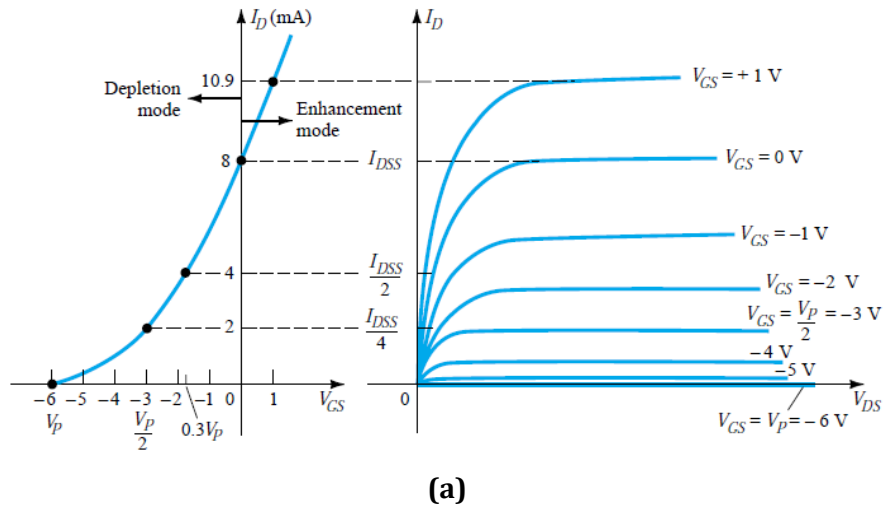 I_D (mA)
10.9
Depletion
mode
Enhancement
mode
8
4
2
−6 −5 −4 −3 −2 −1 0 1 V_GS
V_P
V_P/2
0.3V_P
I_D
I_DSS
I_DSS/2
I_DSS/4
V_GS = + 1 V
V_GS = 0 V
V_GS = −1 V
V_GS = −2 V
V_GS = V_P/2 = −3 V
−4 V
−5 V
0
V_DS
V_GS = V_P = −6 V
(a)